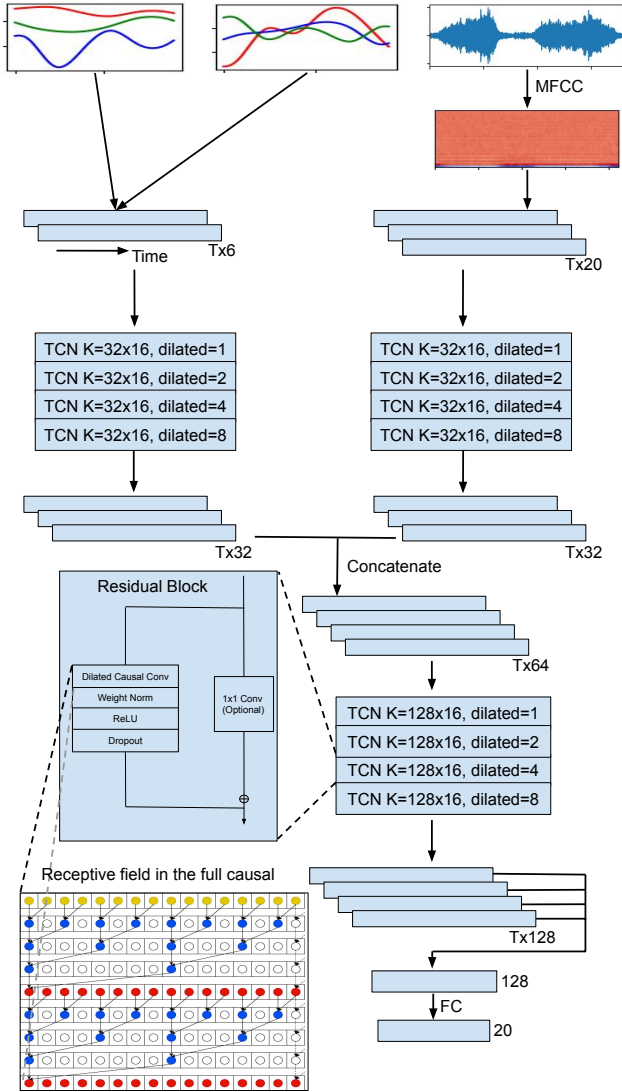 MFCC
Time
Tx6
Tx20
TCN K=32x16, dilated=1
TCN K=32x16, dilated=2
TCN K=32x16, dilated=4
TCN K=32x16, dilated=8
TCN K=32x16, dilated=1
TCN K=32x16, dilated=2
TCN K=32x16, dilated=4
TCN K=32x16, dilated=8
Tx32
Tx32
Concatenate
Residual Block
Dilated Causal Conv
Weight Norm
ReLU
Dropout
1x1 Conv
(Optional)
Tx64
TCN K=128x16, dilated=1
TCN K=128x16, dilated=2
TCN K=128x16, dilated=4
TCN K=128x16, dilated=8
Receptive field in the full causal
Tx128
128
FC
20